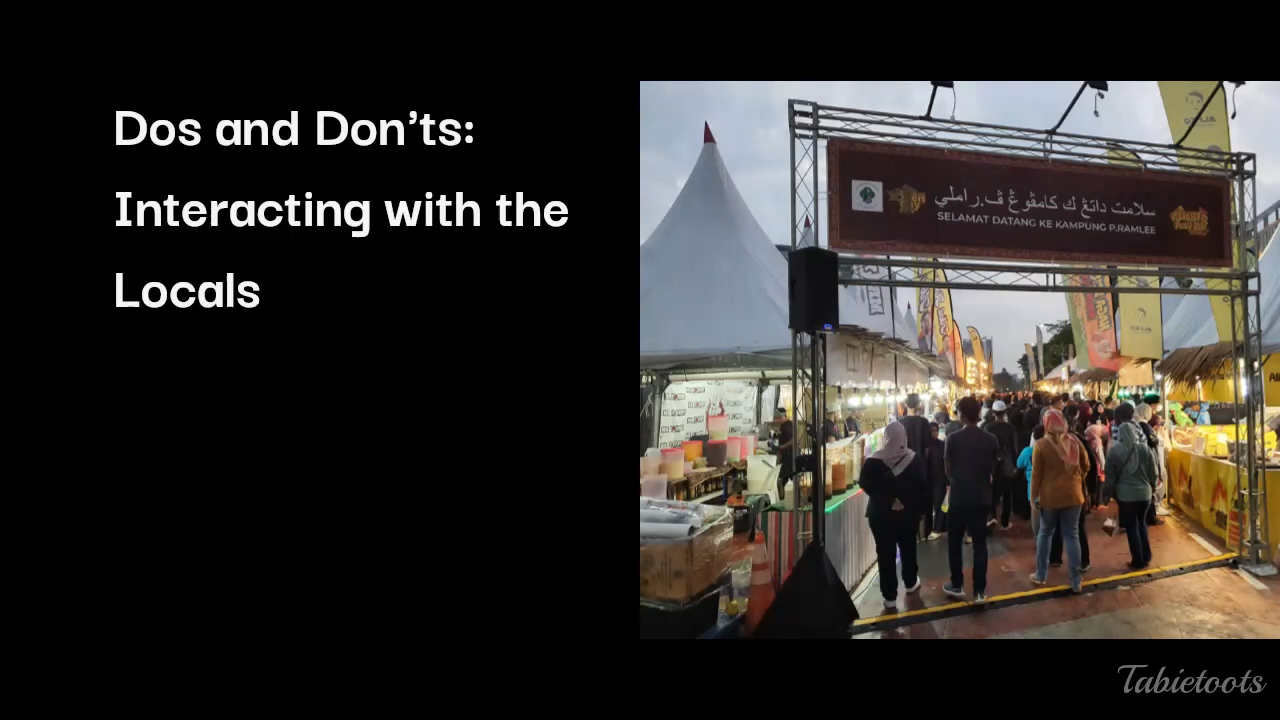 Dos and Don’ts:
Interacting with the
Locals
سلامت داتڠ ك كامڤوڠ ڤ.راملي
SELAMAT DATANG KE KAMPUNG P.RAMLEE
Tabietoots